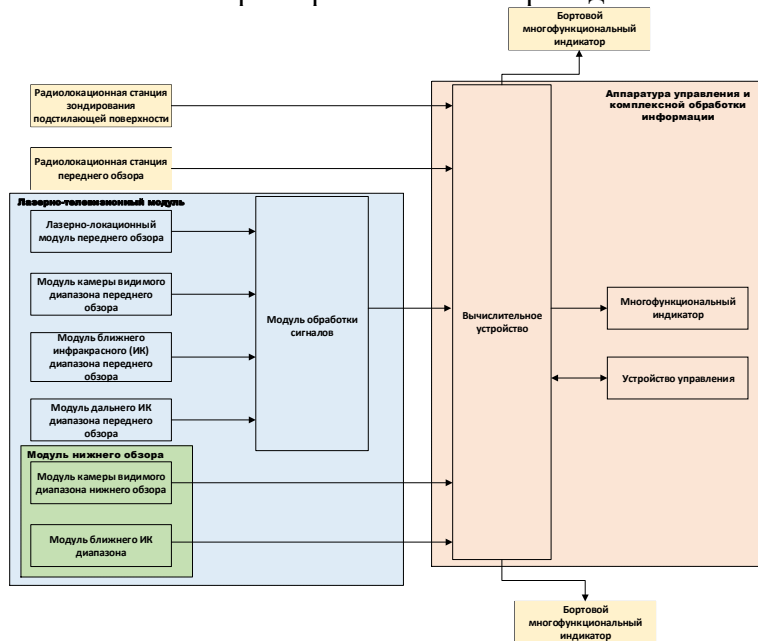 Бортовой
многофункциональный
индикатор
Радиолокационная станция
зондирования
подстилающей поверхности
Аппаратура управления и
комплексной обработки
информации
Радиолокационная станция
переднего обзора
Лазерно-телевизионный модуль
Лазерно-локационный
модуль переднего обзора
Модуль камеры видимого
диапазона переднего
обзора
Модуль ближнего
инфракрасного (ИК)
диапазона переднего
обзора
Модуль дальнего ИК
диапазона переднего
обзора
Модуль обработки
сигналов
Вычислительное
устройство
Многофункциональный
индикатор
Устройство управления
Модуль нижнего обзора
Модуль камеры видимого
диапазона нижнего обзора
Модуль ближнего ИК
диапазона
Бортовой
многофункциональный
индикатор